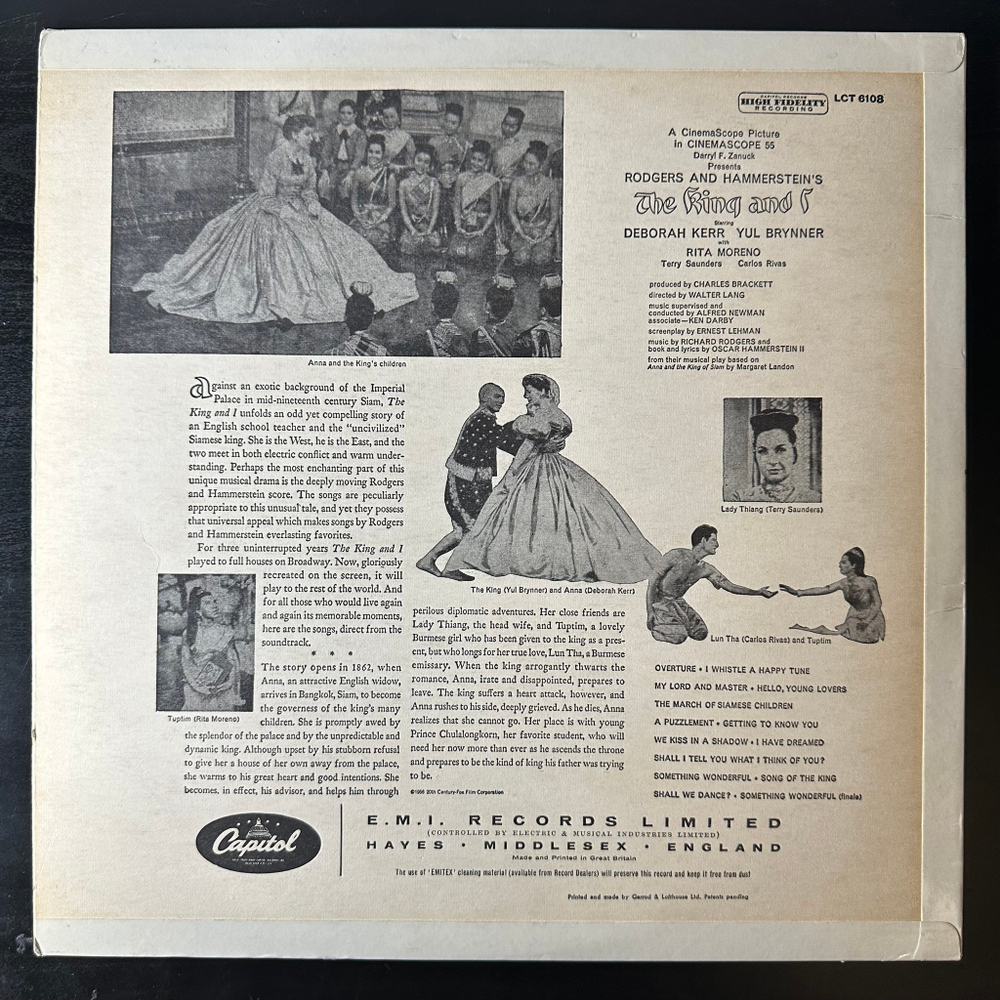 CAPITOL RECORDS
HIGH FIDELITY
RECORDING
LCT 6108
A CinemaScope Picture
in CINEMASCOPE 55
Darryl F. Zanuck
Presents
RODGERS AND HAMMERSTEIN'S
The King and I
Starring
DEBORAH KERR YUL BRYNNER
with
RITA MORENO
Terry Saunders Carlos Rivas
produced by CHARLES BRACKETT
directed by WALTER LANG
music supervised and
conducted by ALFRED NEWMAN
associate—KEN DARBY
screenplay by ERNEST LEHMAN
music by RICHARD RODGERS and
book and lyrics by OSCAR HAMMERSTEIN II
from their musical play based on
Anna and the King of Siam by Margaret Landon
Anna and the King's children
against an exotic background of the Imperial
Palace in mid-nineteenth century Siam, The
King and I unfolds an odd yet compelling story of
an English school teacher and the "uncivilized"
Siamese king. She is the West, he is the East, and the
two meet in both electric conflict and warm under-
standing. Perhaps the most enchanting part of this
unique musical drama is the deeply moving Rodgers
and Hammerstein score. The songs are peculiarly
appropriate to this unusual tale, and yet they possess
that universal appeal which makes songs by Rodgers
and Hammerstein everlasting favorites.
For three uninterrupted years The King and I
played to full houses on Broadway. Now, gloriously
recreated on the screen, it will
play to the rest of the world. And
for all those who would live again
and again its memorable moments,
here are the songs, direct from the
soundtrack.
* * *
The story opens in 1862, when
Anna, an attractive English widow,
arrives in Bangkok, Siam, to become
the governess of the king's many
children. She is promptly awed by
the splendor of the palace and by the unpredictable and
dynamic king. Although upset by his stubborn refusal
to give her a house of her own away from the palace,
she warms to his great heart and good intentions. She
becomes, in effect, his advisor, and helps him through
Tuptim (Rita Moreno)
The King (Yul Brynner) and Anna (Deborah Kerr)
perilous diplomatic adventures. Her close friends are
Lady Thiang, the head wife, and Tuptim, a lovely
Burmese girl who has been given to the king as a pres-
ent, but who longs for her true love, Lun Tha, a Burmese
emissary. When the king arrogantly thwarts the
romance, Anna, irate and disappointed, prepares to
leave. The king suffers a heart attack, however, and
Anna rushes to his side, deeply grieved. As he dies, Anna
realizes that she cannot go. Her place is with young
Prince Chulalongkorn, her favorite student, who will
need her now more than ever as he ascends the throne
and prepares to be the kind of king his father was trying
to be.
©1956 20th Century-Fox Film Corporation
Lady Thiang (Terry Saunders)
Lun Tha (Carlos Rivas) and Tuptim
OVERTURE • I WHISTLE A HAPPY TUNE
MY LORD AND MASTER • HELLO, YOUNG LOVERS
THE MARCH OF SIAMESE CHILDREN
A PUZZLEMENT • GETTING TO KNOW YOU
WE KISS IN A SHADOW • I HAVE DREAMED
SHALL I TELL YOU WHAT I THINK OF YOU?
SOMETHING WONDERFUL • SONG OF THE KING
SHALL WE DANCE? • SOMETHING WONDERFUL (finale)
Capitol
E.M.I. RECORDS LIMITED
(CONTROLLED BY ELECTRIC & MUSICAL INDUSTRIES LIMITED)
HAYES • MIDDLESEX • ENGLAND
Made and Printed in Great Britain
The use of 'EMITEX' cleaning material (available from Record Dealers) will preserve this record and keep it free from dust
Printed and made by Garrod & Lofthouse Ltd. Patents pending